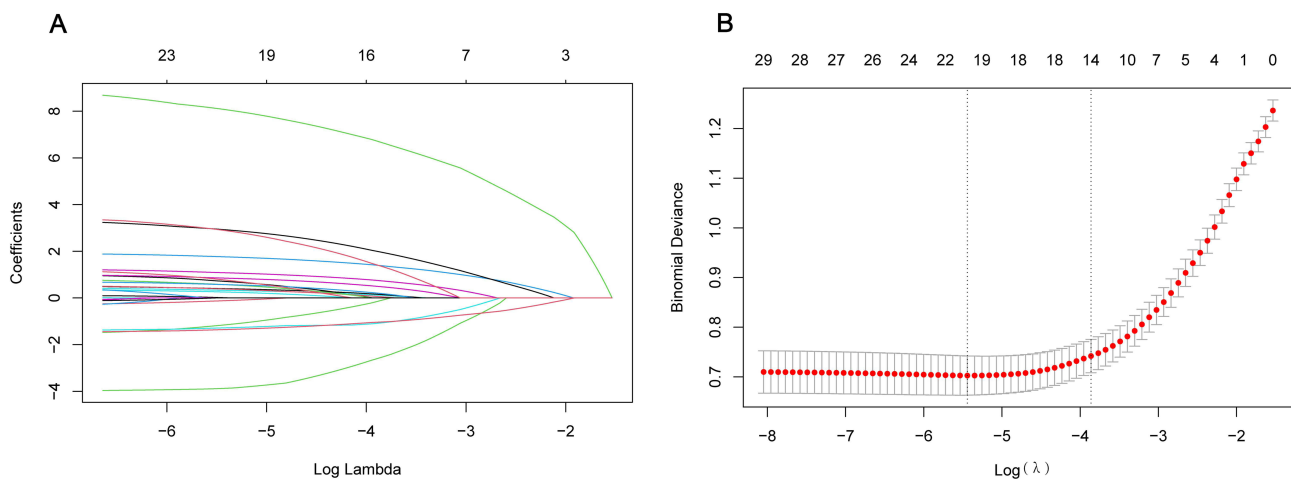 A
23 19 16 7 3
8
6
4
2
0
−2
−4
Coefficients
−6 −5 −4 −3 −2
Log Lambda
B
29 28 27 26 24 22 19 18 18 14 10 7 5 4 1 0
1.2
1.1
1.0
0.9
0.8
0.7
Binomial Deviance
−8 −7 −6 −5 −4 −3 −2
Log(λ)